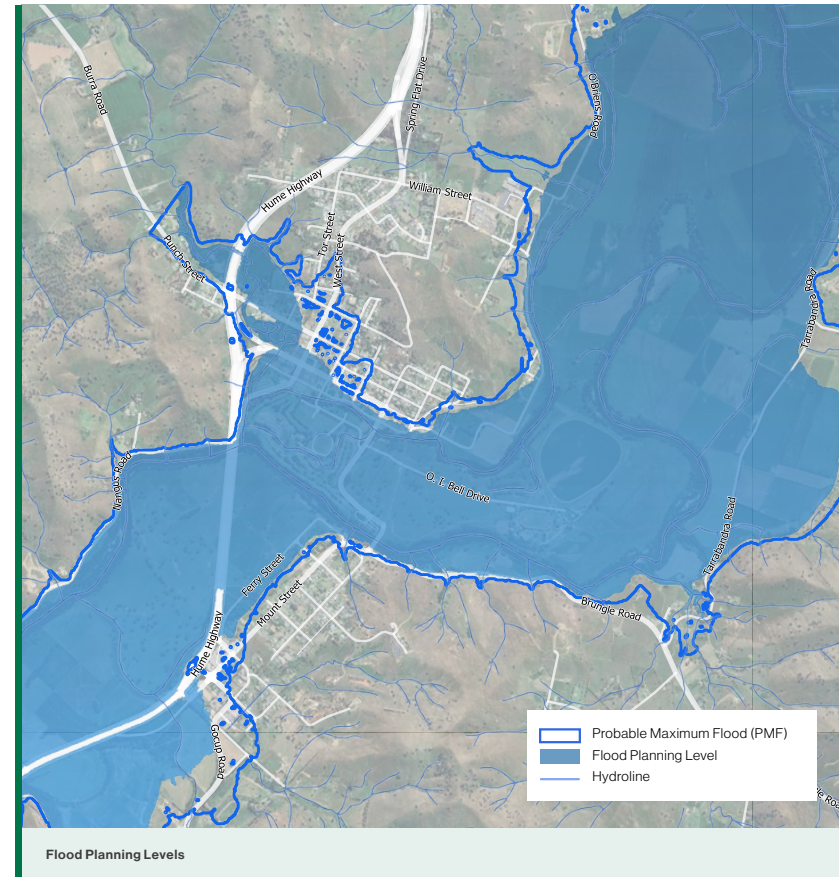 Burra Road
Spring Flat Drive
O'Briens Road
Hume Highway
William Street
Tor Street
West Street
Punch Street
Tarrabandra Road
Nangus Road
O. I. Bell Drive
Tarrabandra Road
Ferry Street
Mount Street
Brungle Road
Hume Highway
Gocup Road
Probable Maximum Flood (PMF)
Flood Planning Level
Hydroline
Flood Planning Levels